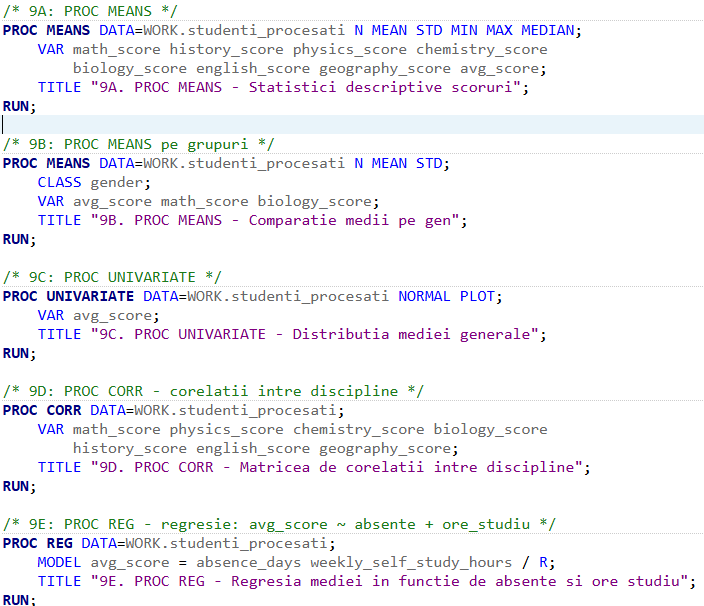 /* 9A: PROC MEANS */
PROC MEANS DATA=WORK.studenti_procesati N MEAN STD MIN MAX MEDIAN;
    VAR math_score history_score physics_score chemistry_score
        biology_score english_score geography_score avg_score;
    TITLE "9A. PROC MEANS - Statistici descriptive scoruri";
RUN;

/* 9B: PROC MEANS pe grupuri */
PROC MEANS DATA=WORK.studenti_procesati N MEAN STD;
    CLASS gender;
    VAR avg_score math_score biology_score;
    TITLE "9B. PROC MEANS - Comparatie medii pe gen";
RUN;

/* 9C: PROC UNIVARIATE */
PROC UNIVARIATE DATA=WORK.studenti_procesati NORMAL PLOT;
    VAR avg_score;
    TITLE "9C. PROC UNIVARIATE - Distributia mediei generale";
RUN;

/* 9D: PROC CORR - corelatii intre discipline */
PROC CORR DATA=WORK.studenti_procesati;
    VAR math_score physics_score chemistry_score biology_score
        history_score english_score geography_score;
    TITLE "9D. PROC CORR - Matricea de corelatii intre discipline";
RUN;

/* 9E: PROC REG - regresie: avg_score ~ absente + ore_studiu */
PROC REG DATA=WORK.studenti_procesati;
    MODEL avg_score = absence_days weekly_self_study_hours / R;
    TITLE "9E. PROC REG - Regresia mediei in functie de absente si ore studiu";
RUN;